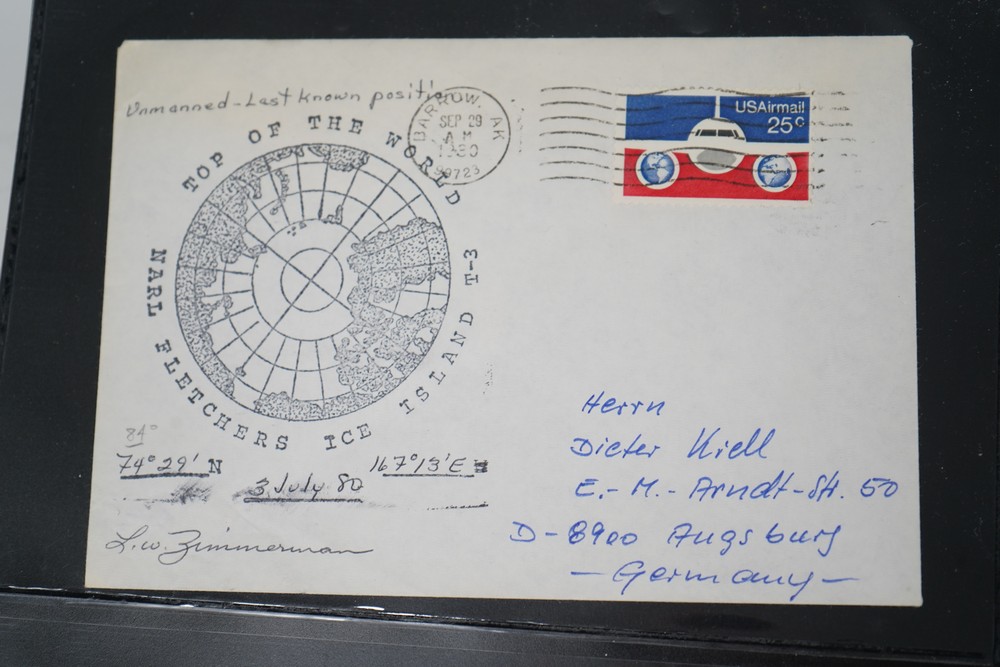 Unmanned - Last known positi
BARROW, AK
SEP 29
A.M
1980
99723
USAirmail
25c
TOP OF THE WORLD
NARL FLETCHERS ICE ISLAND T-3
84°
74°29' N
167°13'E
3 July 80
L.W. Zimmerman
Herrn
Dieter Kiell
E.-M.-Arndt-Str. 50
D-8900 Augsburg
- Germany -